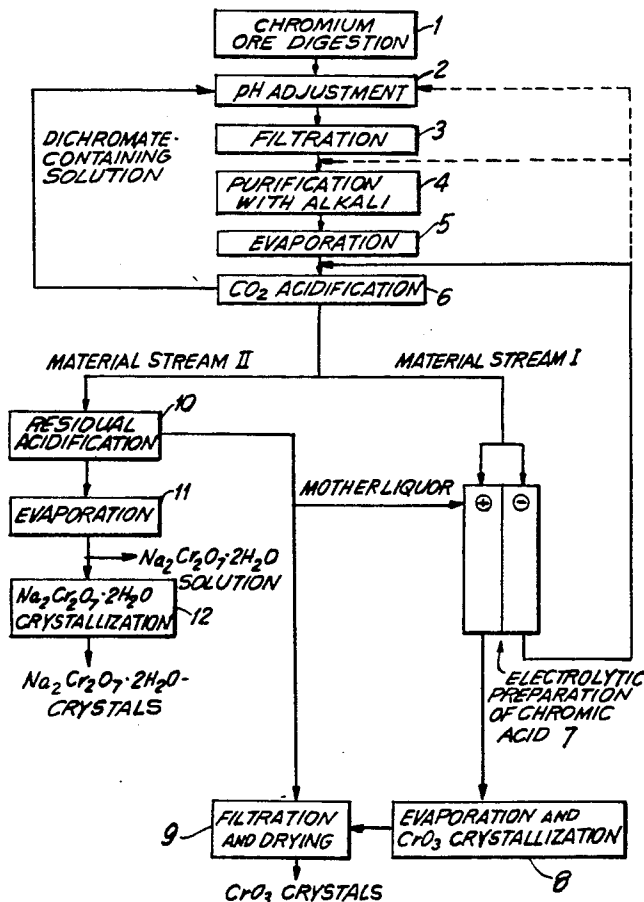 CHROMIUM
ORE DIGESTION
1
pH ADJUSTMENT
2
FILTRATION
3
DICHROMATE-
CONTAINING
SOLUTION
PURIFICATION
WITH ALKALI
4
EVAPORATION
5
CO2 ACIDIFICATION
6
MATERIAL STREAM II
MATERIAL STREAM I
RESIDUAL
ACIDIFICATION
10
MOTHER LIQUOR
+
-
EVAPORATION
11
Na2Cr2O7·2H2O
SOLUTION
Na2Cr2O7·2H2O
CRYSTALLIZATION
12
Na2Cr2O7·2H2O-
CRYSTALS
ELECTROLYTIC
PREPARATION
OF CHROMIC
ACID 7
9
FILTRATION
AND DRYING
EVAPORATION AND
CrO3 CRYSTALLIZATION
8
CrO3 CRYSTALS